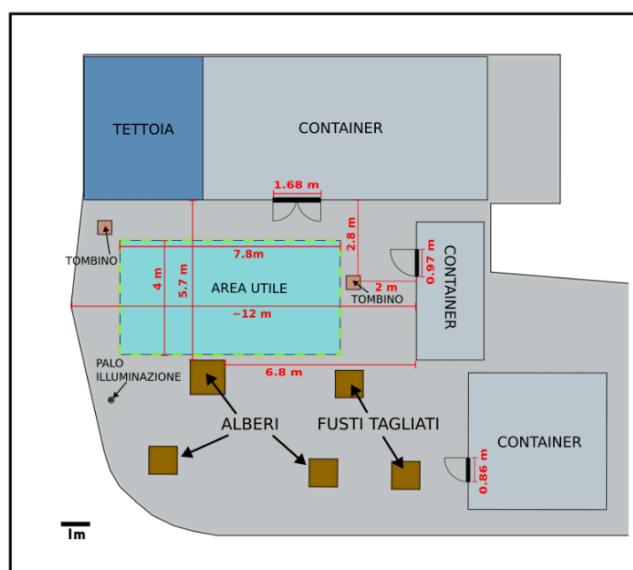 TETTOIA
CONTAINER
1.68 m
TOMBINO
2.8 m
7.8m
4 m
5.7 m
AREA UTILE
CONTAINER
0.97 m
2 m
TOMBINO
~12 m
PALO
ILLUMINAZIONE
6.8 m
ALBERI
FUSTI TAGLIATI
CONTAINER
0.86 m
1m